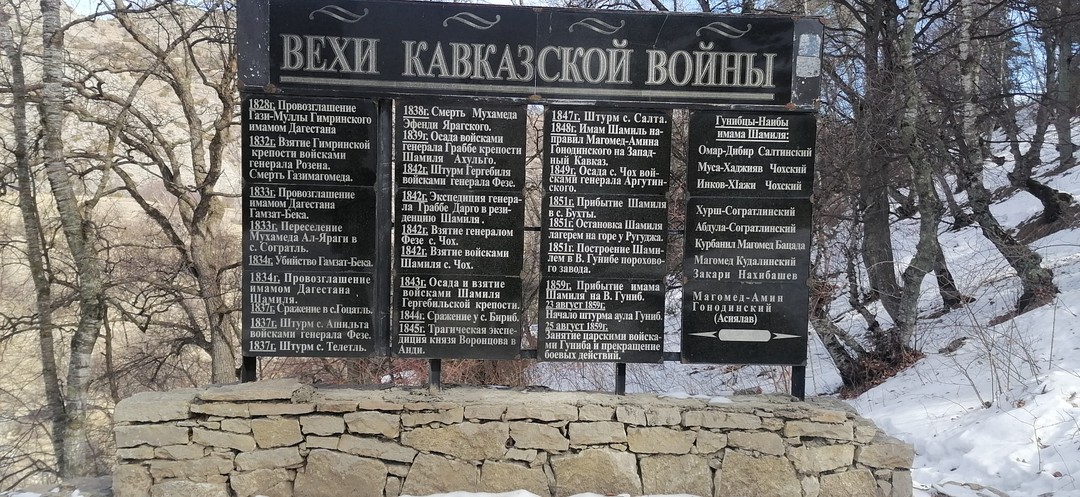 ВЕХИ КАВКАЗСКОЙ ВОЙНЫ
1828г. Провозглашение
Гази-Муллы Гимринского
имамом Дагестана
1832г. Взятие Гимринской
крепости войсками
генерала Розена.
Смерть Газимагомеда.
1833г. Провозглашение
имамом Дагестана
Гамзат-Бека.
1833г. Переселение
Мухамеда Ал-Яраги в
с. Согратль.
1834г. Убийство Гамзат-Бека.
1834г. Провозглашение
имамом Дагестана
Шамиля.
1837г. Сражение в с.Гоцатль.
1837г. Штурм с. Ашильта
войсками генерала Фезе.
1837г. Штурм с. Телетль.
1838г. Смерть Мухамеда
Эфенди Ярагского.
1839г. Осада войсками
генерала Граббе крепости
Шамиля Ахульго.
1842г. Штурм Гергебиля
войсками генерала Фезе.
1842г. Экспедиция генера-
ла Граббе Дарго в рези-
денцию Шамиля.
1842г. Взятие генералом
Фезе с. Чох.
1842г. Взятие войсками
Шамиля с. Чох.
1843г. Осада и взятие
войсками Шамиля
Гергебильской крепости.
1844г. Сражение у с. Бириб.
1845г. Трагическая экспе-
диция князя Воронцова в
Анди.
1847г. Штурм с. Салта.
1848г. Имам Шамиль на-
правил Магомед-Амина
Гонодинского на Запад-
ный Кавказ.
1849г. Осада с. Чох вой-
сками генерала Аргутин-
ского.
1851г. Прибытие Шамиля
в с. Бухты.
1851г. Остановка Шамиля
лагерем на горе у Ругуджа.
1851г. Построение Шами-
лем в В. Гунибе порохово-
го завода.
1859г. Прибытие имама
Шамиля на В. Гуниб.
23 август 1859г.
Начало штурма аула Гуниб.
25 август 1859г.
Занятие царскими войска-
ми Гуниба и прекращение
боевых действий.
Гунибцы-Наибы
имама Шамиля:
Омар-Дибир Салтинский
Муса-Хаджияв Чохский
Инков-ХIажи Чохский
Хурш-Согратлинский
Абдула-Согратлинский
Курбанил Магомед Бацада
Магомед Кудалинский
Закари Нахибашев
Магомед-Амин
Гонодинский
(Асиялав)